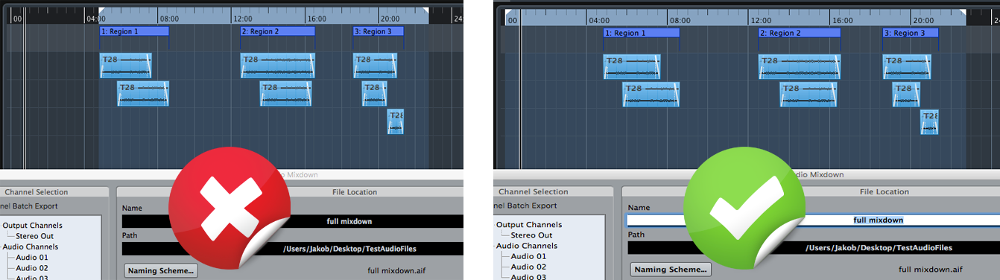 00 04:00 08:00 12:00 16:00 20:00 24:
1: Region 1 2: Region 2 3: Region 3
T28 T28 T28
T28 T28 T28
T28
Mixdown
Channel Selection
File Location
nel Batch Export
Name
full mixdown
Output Channels
Stereo Out
Path
/Users/Jakob/Desktop/TestAudioFiles
Audio Channels
Audio 01
Audio 02
Audio 03
Naming Scheme...
full mixdown.aif
00 04:00 08:00 12:00 16:00 20:00
1: Region 1 2: Region 2 3: Region 3
T28 T28 T28
T28 T28 T28
T28
dio Mixdown
Channel Selection
File Location
nel Batch Export
Name
full mixdown
Output Channels
Stereo Out
Path
/Users/Jakob/Desktop/TestAudioFiles
Audio Channels
Audio 01
Audio 02
Audio 03
Naming Scheme...
full mixdown.aif